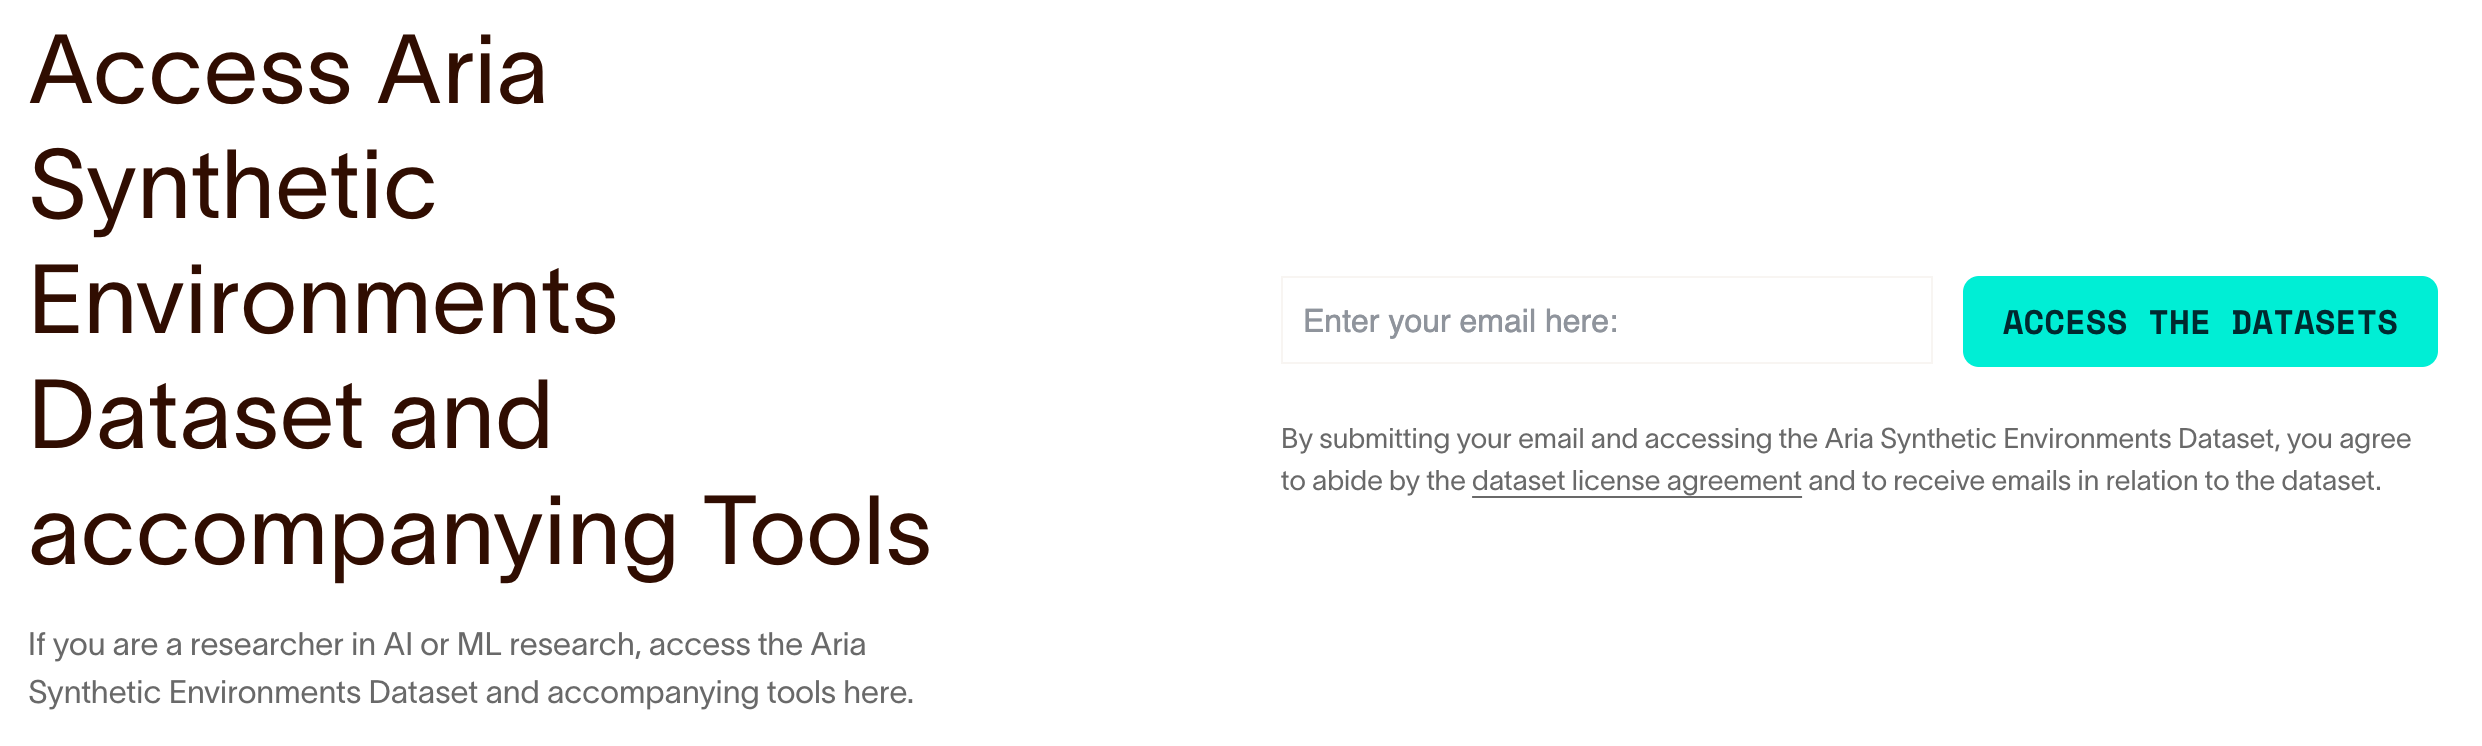 Access Aria
Synthetic
Environments
Dataset and
accompanying Tools
If you are a researcher in AI or ML research, access the Aria
Synthetic Environments Dataset and accompanying tools here.
Enter your email here:
ACCESS THE DATASETS
By submitting your email and accessing the Aria Synthetic Environments Dataset, you agree
to abide by the dataset license agreement and to receive emails in relation to the dataset.